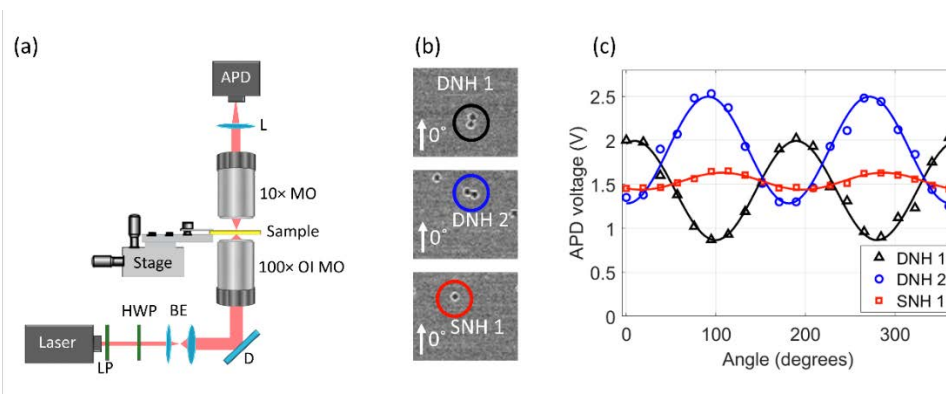 (a)
APD
L
10× MO
Sample
Stage
100× OI MO
HWP
BE
Laser
LP
D
(b)
DNH 1
0°
DNH 2
0°
SNH 1
0°
(c)
APD voltage (V)
2.5
2
1.5
1
0.5
0
0
100
200
300
Angle (degrees)
DNH 1
DNH 2
SNH 1